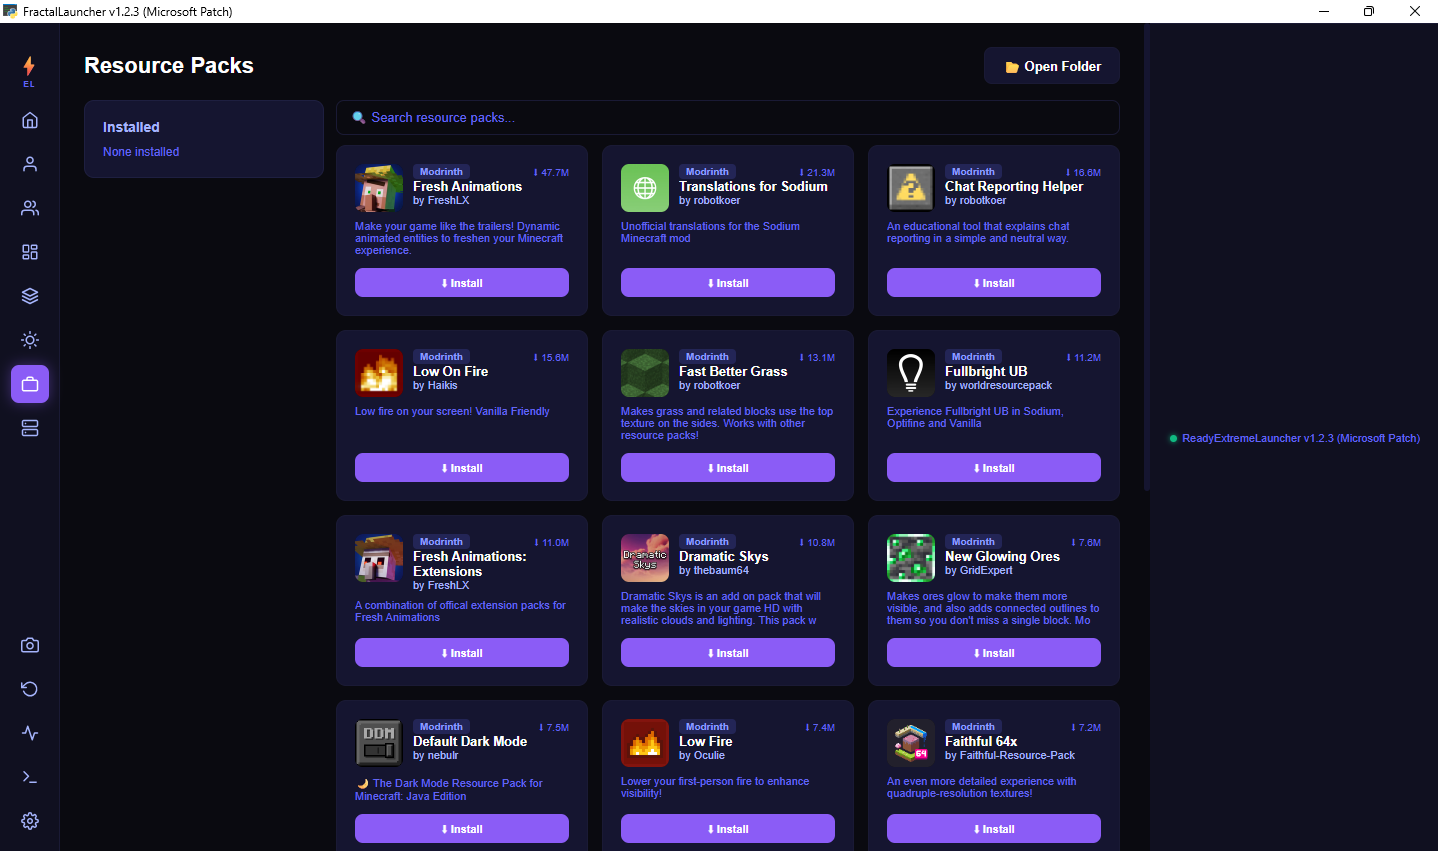 FractalLauncher v1.2.3 (Microsoft Patch)
EL
Resource Packs
Open Folder
Installed
None installed
Search resource packs...
Modrinth
⬇ 47.7M
Fresh Animations
by FreshLX
Make your game like the trailers! Dynamic
animated entities to freshen your Minecraft
experience.
⬇ Install
Modrinth
⬇ 21.3M
Translations for Sodium
by robotkoer
Unofficial translations for the Sodium
Minecraft mod
⬇ Install
Modrinth
⬇ 16.6M
Chat Reporting Helper
by robotkoer
An educational tool that explains chat
reporting in a simple and neutral way.
⬇ Install
Modrinth
⬇ 15.6M
Low On Fire
by Haikis
Low fire on your screen! Vanilla Friendly
⬇ Install
Modrinth
⬇ 13.1M
Fast Better Grass
by robotkoer
Makes grass and related blocks use the top
texture on the sides. Works with other
resource packs!
⬇ Install
Modrinth
⬇ 11.2M
Fullbright UB
by worldresourcepack
Experience Fullbright UB in Sodium,
Optifine and Vanilla
⬇ Install
Modrinth
⬇ 11.0M
Fresh Animations:
Extensions
by FreshLX
A combination of offical extension packs for
Fresh Animations
⬇ Install
Dramatic
Skys
Modrinth
⬇ 10.8M
Dramatic Skys
by thebaum64
Dramatic Skys is an add on pack that will
make the skies in your game HD with
realistic clouds and lighting. This pack w
⬇ Install
Modrinth
⬇ 7.6M
New Glowing Ores
by GridExpert
Makes ores glow to make them more
visible, and also adds connected outlines to
them so you don't miss a single block. Mo
⬇ Install
DDM
Modrinth
⬇ 7.5M
Default Dark Mode
by nebulr
🌙 The Dark Mode Resource Pack for
Minecraft: Java Edition
⬇ Install
Modrinth
⬇ 7.4M
Low Fire
by Oculie
Lower your first-person fire to enhance
visibility!
⬇ Install
64
Modrinth
⬇ 7.2M
Faithful 64x
by Faithful-Resource-Pack
An even more detailed experience with
quadruple-resolution textures!
⬇ Install
ReadyExtremeLauncher v1.2.3 (Microsoft Patch)